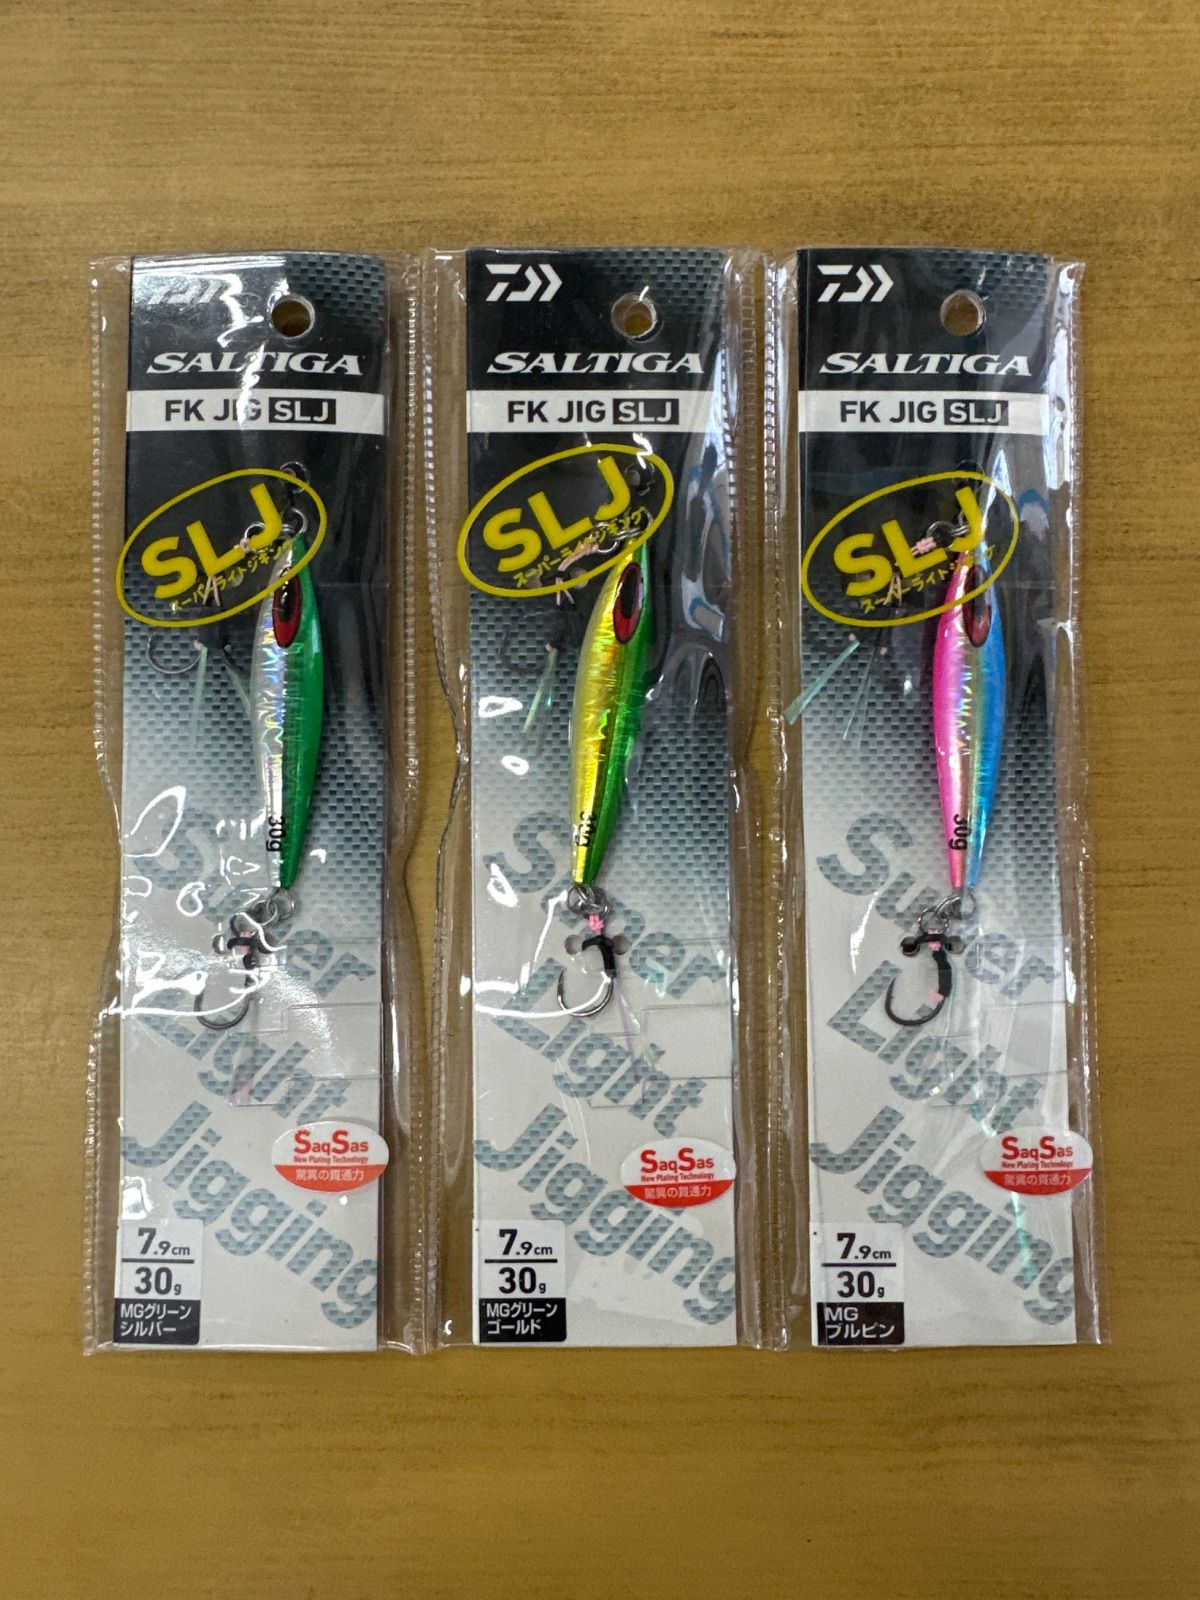 SALTIGA
FK JIG SLJ
SLJ
スーパーライトジギング
30g
Super
Light
Jigging
SaqSas
New Plating Technology
驚異の貫通力
7.9cm
30g
MGグリーン
シルバー
SALTIGA
FK JIG SLJ
SLJ
スーパーライトジギング
30g
Super
Light
Jigging
SaqSas
New Plating Technology
驚異の貫通力
7.9cm
30g
MGグリーン
ゴールド
SALTIGA
FK JIG SLJ
SLJ
スーパーライトジ
30g
Super
Light
Jigging
SaqSas
New Plating Technology
驚異の貫通力
7.9cm
30g
MG
ブルピン